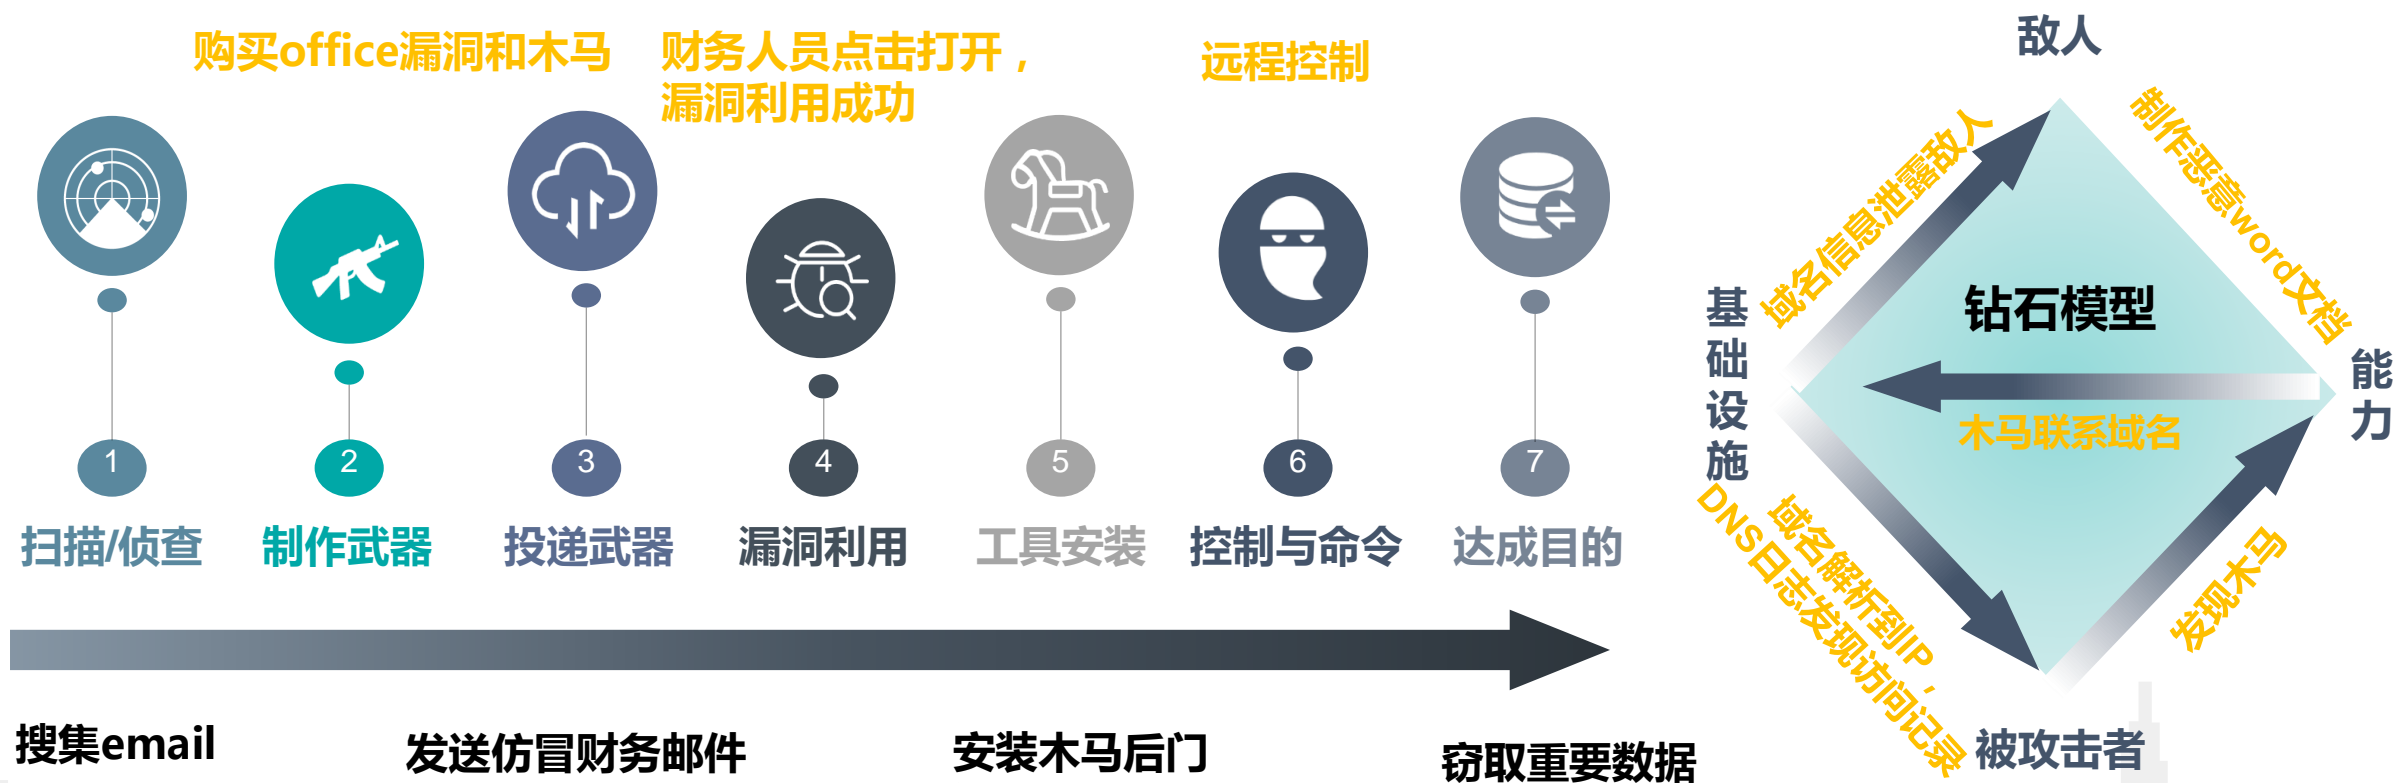 购买office漏洞和木马
财务人员点击打开，
漏洞利用成功
远程控制
1
2
3
4
5
6
7
扫描/侦查
制作武器
投递武器
漏洞利用
工具安装
控制与命令
达成目的
搜集email
发送仿冒财务邮件
安装木马后门
窃取重要数据
敌人
域名信息泄露敌人
制作恶意word文档
钻石模型
基础设施
能力
木马联系域名
域名解析到IP，
DNS日志发现访问记录
发现木马
被攻击者